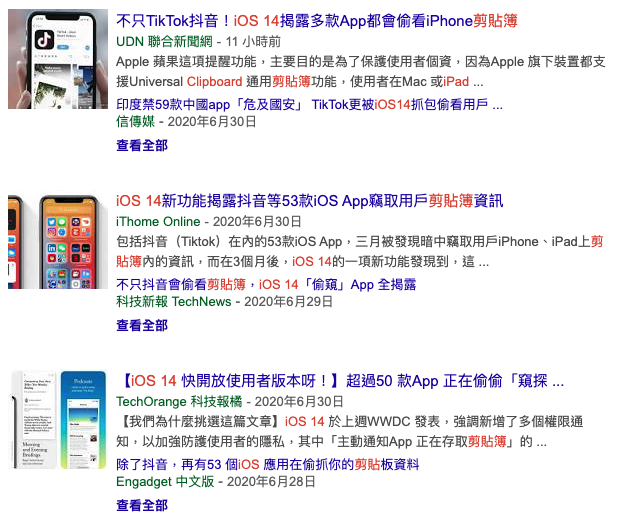 不只TikTok抖音！iOS 14揭露多款App都會偷看iPhone剪貼簿
UDN 聯合新聞網 - 11 小時前
Apple 蘋果這項提醒功能，主要目的是為了保護使用者個資，因為Apple 旗下裝置都支
援Universal Clipboard 通用剪貼簿功能，使用者在Mac 或iPad ...
印度禁59款中國app「危及國安」 TikTok更被iOS14抓包偷看用戶 ...
信傳媒 - 2020年6月30日
查看全部
iOS 14新功能揭露抖音等53款iOS App竊取用戶剪貼簿資訊
iThome Online - 2020年6月30日
包括抖音（Tiktok）在內的53款iOS App，三月被發現暗中竊取用戶iPhone、iPad上剪
貼簿內的資訊，而在3個月後，iOS 14的一項新功能發現到，這 ...
不只抖音會偷看剪貼簿，iOS 14「偷窺」App 全揭露
科技新報 TechNews - 2020年6月29日
查看全部
【iOS 14 快開放使用者版本呀！】超過50 款App 正在偷偷「窺探 ...
TechOrange 科技報橘 - 2020年6月30日
【我們為什麼挑選這篇文章】iOS 14 於上週WWDC 發表，強調新增了多個權限通
知，以加強防護使用者的隱私，其中「主動通知App 正在存取剪貼簿」的 ...
除了抖音，再有53 個iOS 應用在偷抓你的剪貼板資料
Engadget 中文版 - 2020年6月28日
查看全部
Podcasts
Morning
and Evening
Briefings